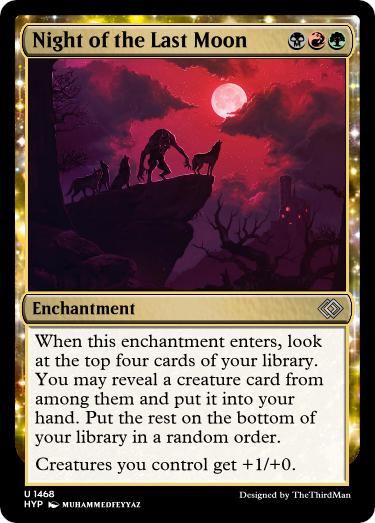 Night of the Last Moon
Enchantment
When this enchantment enters, look
at the top four cards of your library.
You may reveal a creature card from
among them and put it into your
hand. Put the rest on the bottom of
your library in a random order.
Creatures you control get +1/+0.
U 1468
HYP MUHAMMEDFEYYAZ
Designed by TheThirdMan